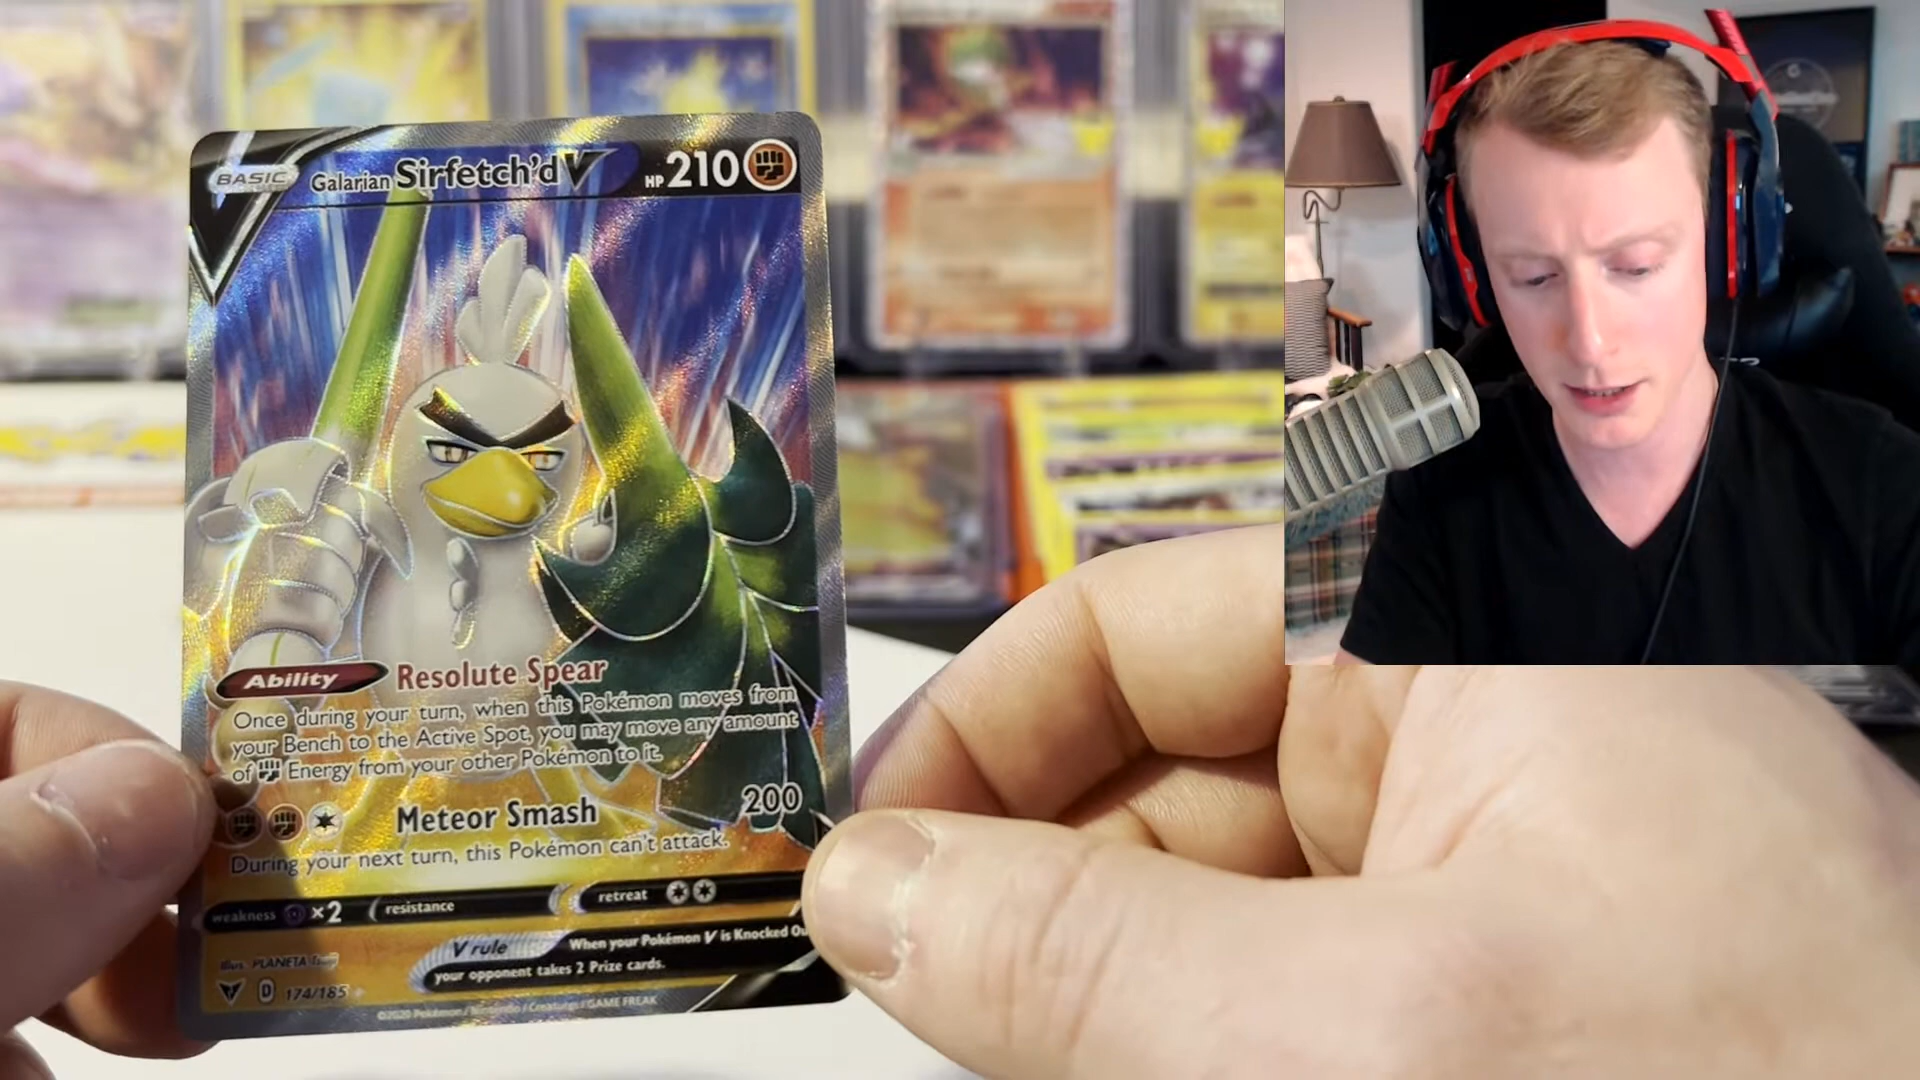 BASIC Galarian Sirfetch'd V HP 210
Ability Resolute Spear
Once during your turn, when this Pokémon moves from
your Bench to the Active Spot, you may move any amount
of Energy from your other Pokémon to it.
Meteor Smash 200
During your next turn, this Pokémon can't attack.
weakness ×2 resistance retreat
V rule When your Pokémon V is Knocked Ou
your opponent takes 2 Prize cards.
Illus. PLANETA Tsuji
D 174/185
©2020 Pokémon / Nintendo / Creatures / GAME FREAK